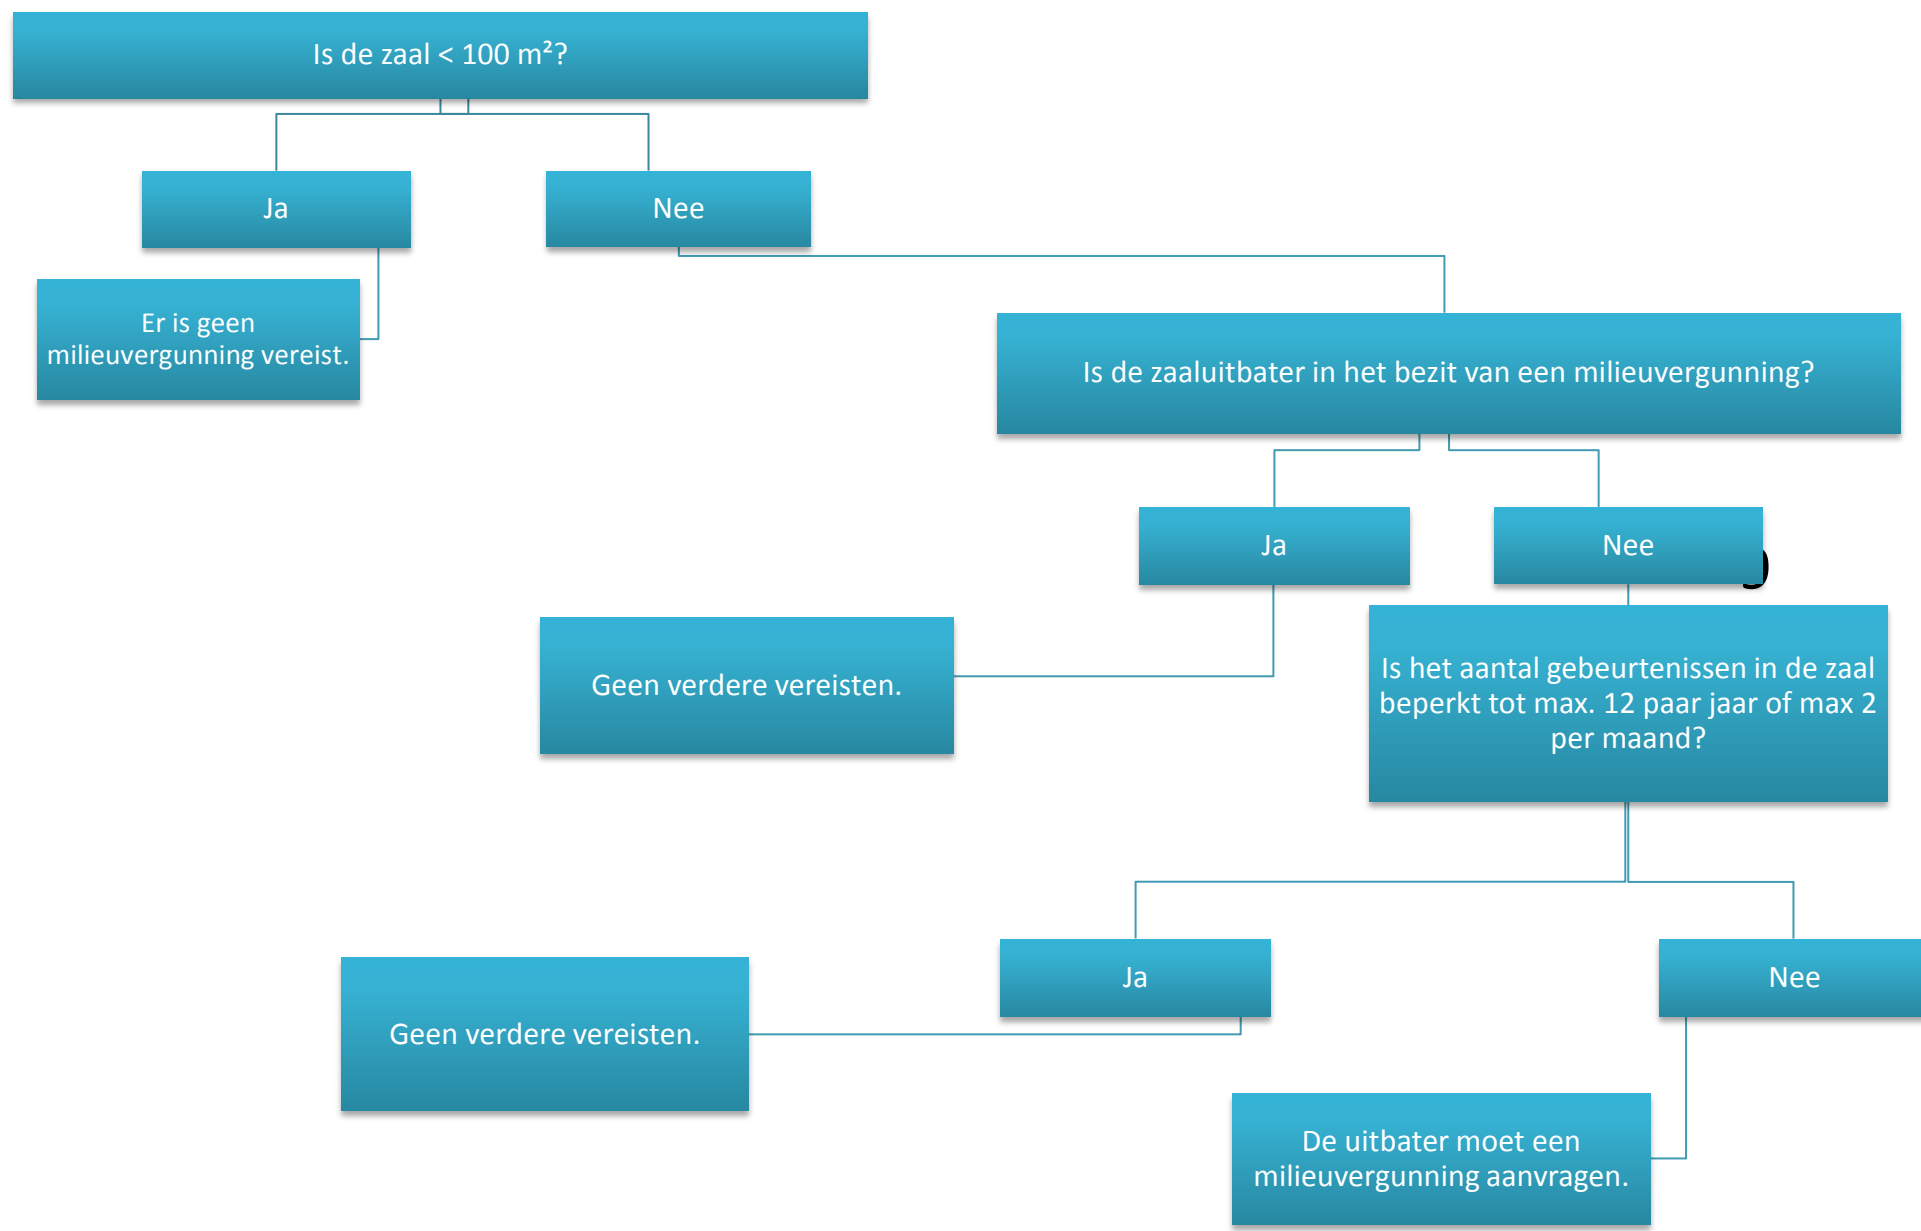 Is de zaal < 100 m²?
Ja
Nee
Er is geen
milieuvergunning vereist.
Is de zaaluitbater in het bezit van een milieuvergunning?
Ja
Nee
Geen verdere vereisten.
Is het aantal gebeurtenissen in de zaal
beperkt tot max. 12 paar jaar of max 2
per maand?
Ja
Nee
Geen verdere vereisten.
De uitbater moet een
milieuvergunning aanvragen.